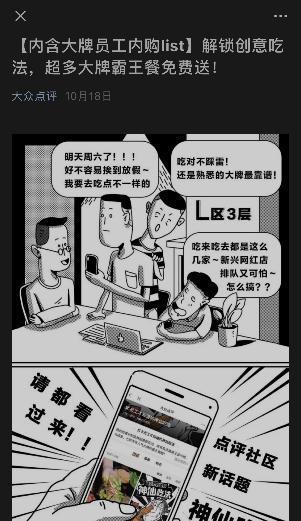 【内含大牌员工内购list】解锁创意吃
法，超多大牌霸王餐免费送！
大众点评 10月18日
明天周六了！！！
好不容易挨到放假~
我要去吃点不一样的
吃对不踩雷！
还是熟悉的大牌最靠谱！
L区3层
吃来吃去都是这么
几家~新兴网红店
排队又可怕~
怎么搞？？
请都看
过来！！
点评社区
新话题
神仙吃法